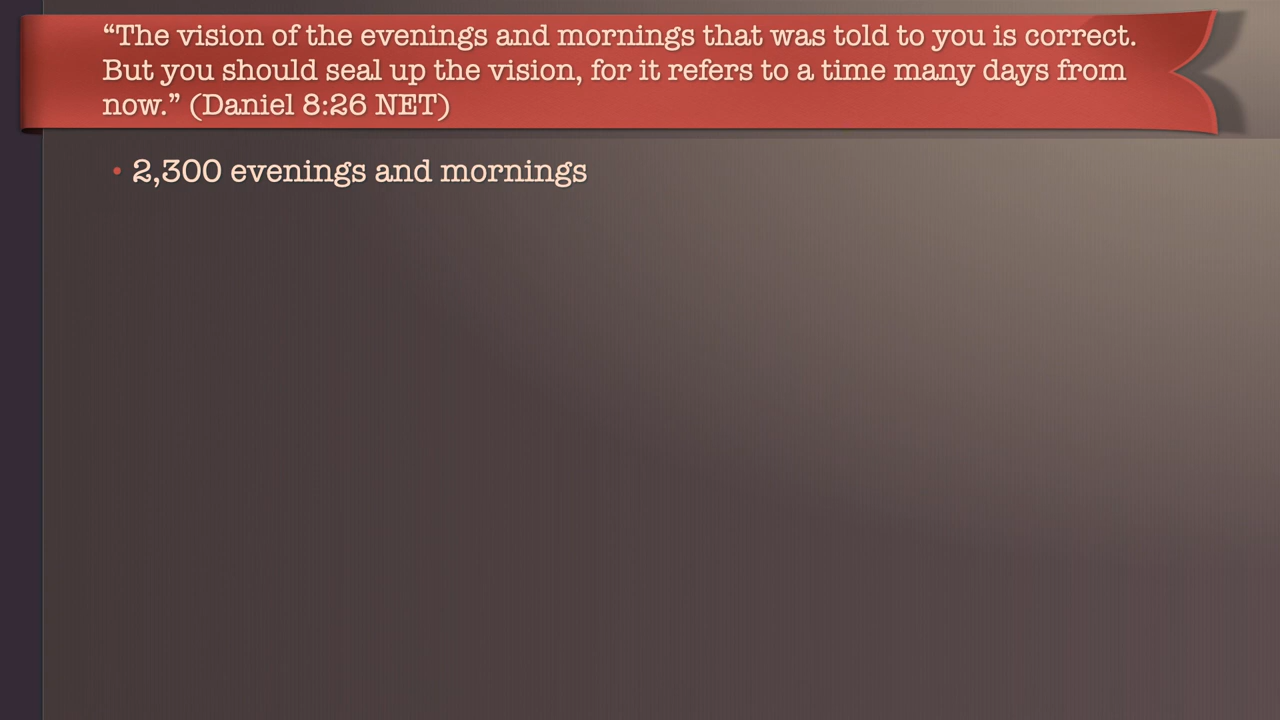 “The vision of the evenings and mornings that was told to you is correct.
But you should seal up the vision, for it refers to a time many days from
now.” (Daniel 8:26 NET)
• 2,300 evenings and mornings